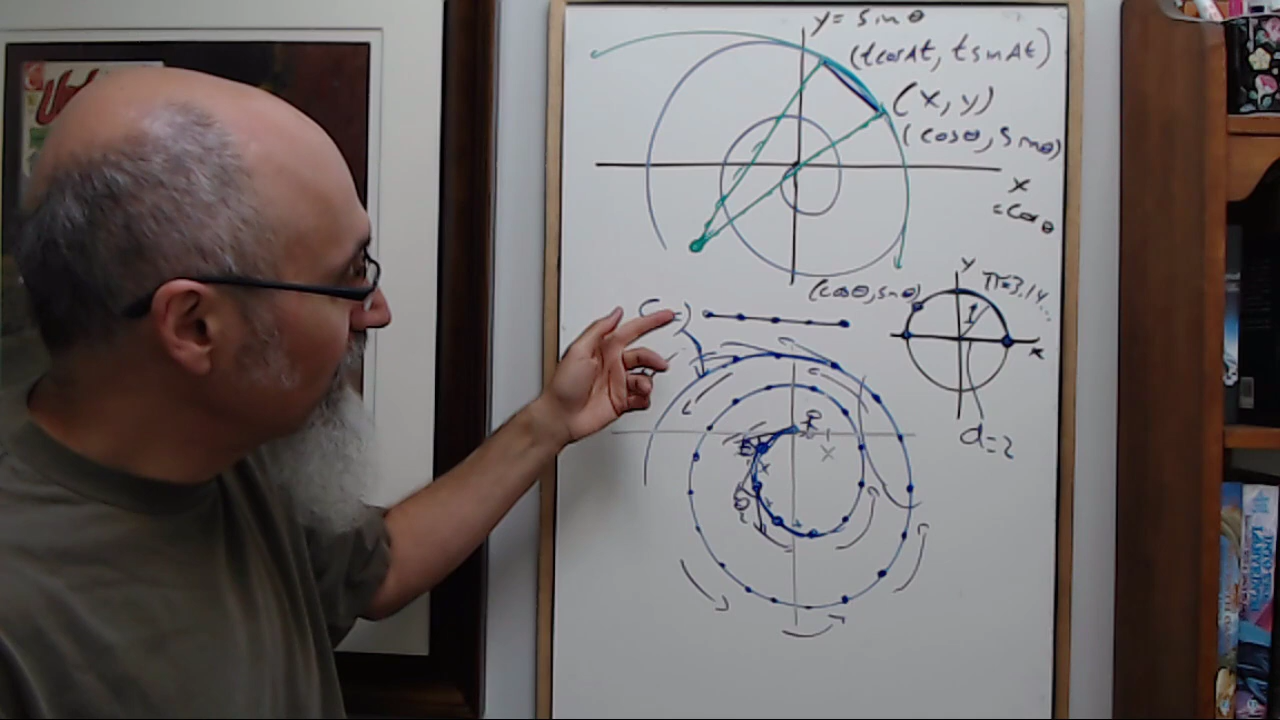 y = sin θ
(t cos At, t sin At)
(x, y)
(cos θ, sin θ)
x
= cos θ
y
π = 3.14...
(cos θ, sin θ)
1
x
d = 2
x